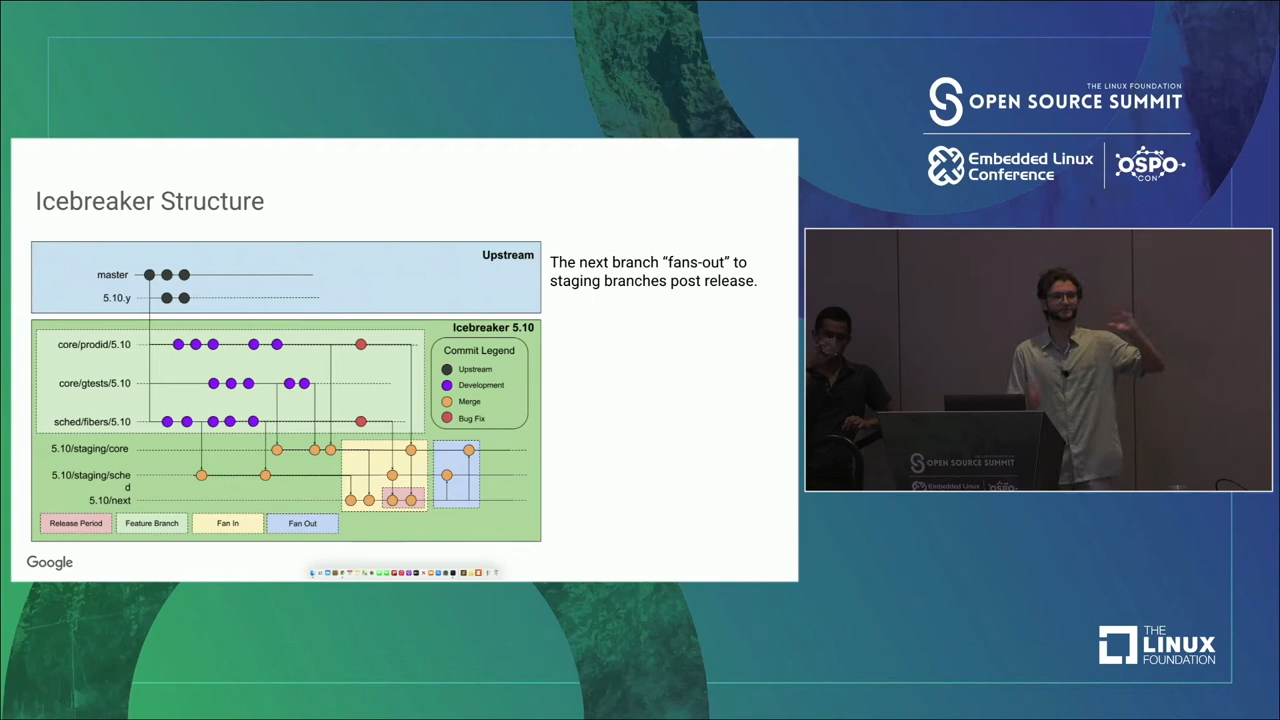 THE LINUX FOUNDATION
OPEN SOURCE SUMMIT
Embedded Linux
Conference
OSPO
CON
Icebreaker Structure
Upstream
master
5.10.y
The next branch “fans-out” to
staging branches post release.
Icebreaker 5.10
core/prodid/5.10
core/gtests/5.10
sched/fibers/5.10
5.10/staging/core
5.10/staging/sche
d
5.10/next
Commit Legend
Upstream
Development
Merge
Bug Fix
Release Period
Feature Branch
Fan In
Fan Out
Google
OPEN SOURCE SUMMIT
Embedded Linux
THE
LINUX
FOUNDATION